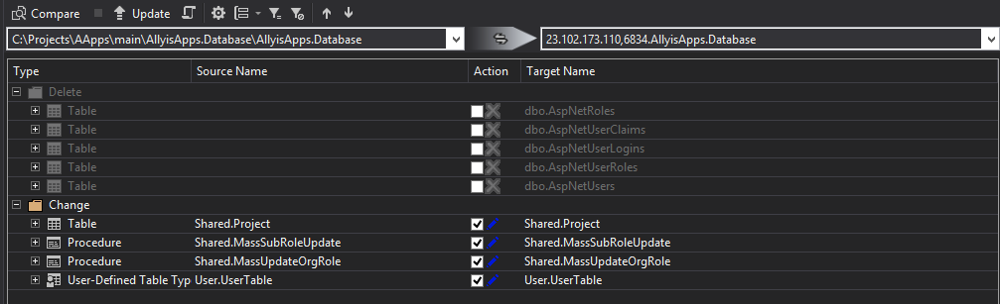 Compare Update
C:\Projects\AApps\main\AllyisApps.Database\AllyisApps.Database 23.102.173.110,6834.AllyisApps.Database
Type Source Name Action Target Name
Delete
Table dbo.AspNetRoles
Table dbo.AspNetUserClaims
Table dbo.AspNetUserLogins
Table dbo.AspNetUserRoles
Table dbo.AspNetUsers
Change
Table Shared.Project Shared.Project
Procedure Shared.MassSubRoleUpdate Shared.MassSubRoleUpdate
Procedure Shared.MassUpdateOrgRole Shared.MassUpdateOrgRole
User-Defined Table Typ User.UserTable User.UserTable